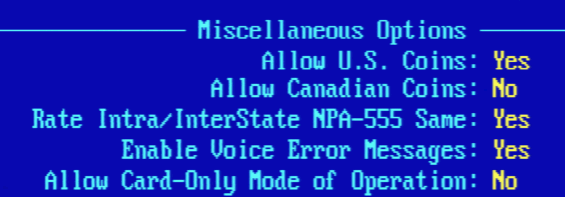 Miscellaneous Options
Allow U.S. Coins: Yes
Allow Canadian Coins: No
Rate Intra/InterState NPA-555 Same: Yes
Enable Voice Error Messages: Yes
Allow Card-Only Mode of Operation: No